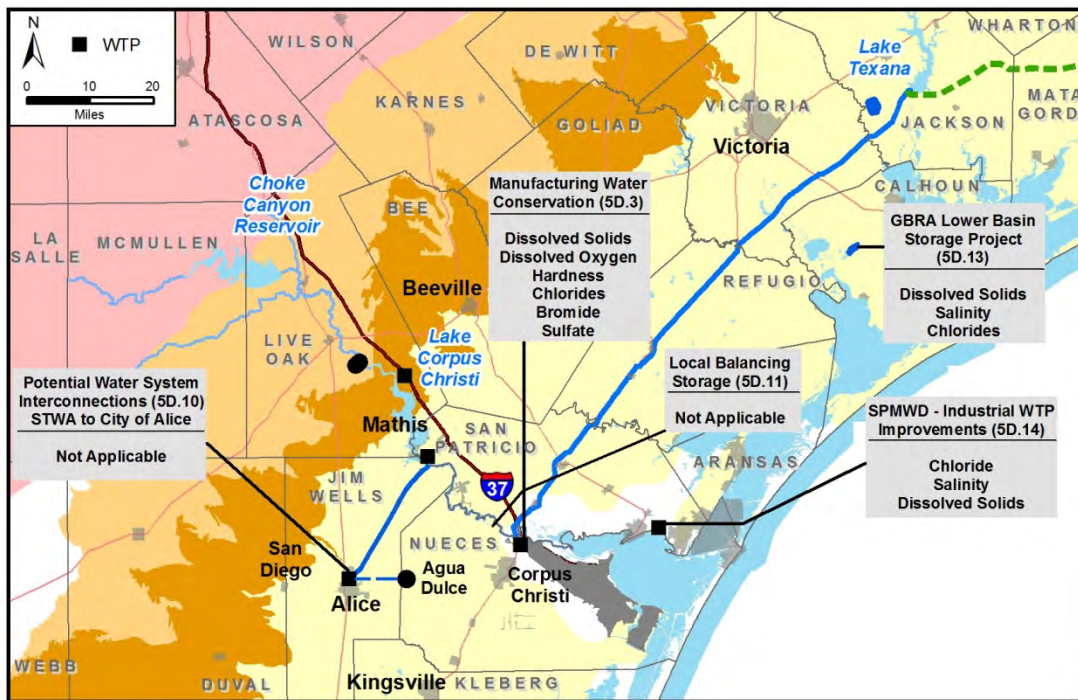 N
WTP
0 10 20
Miles
WILSON
DE WITT
WHARTON
Lake
Texana
KARNES
VICTORIA
MATA
GORD
ATASCOSA
GOLIAD
JACKSON
Victoria
CALHOUN
Choke
Canyon
Reservoir
BEE
LA
SALLE
MCMULLEN
Manufacturing Water
Conservation (5D.3)
Dissolved Solids
Dissolved Oxygen
Hardness
Chlorides
Bromide
Sulfate
GBRA Lower Basin
Storage Project
(5D.13)
Dissolved Solids
Salinity
Chlorides
REFUGIO
Beeville
LIVE
OAK
Lake
Corpus
Christi
Potential Water System
Interconnections (5D.10)
STWA to City of Alice
Not Applicable
Local Balancing
Storage (5D.11)
Not Applicable
Mathis
SAN
PATRICIO
SPMWD - Industrial WTP
Improvements (5D.14)
Chloride
Salinity
Dissolved Solids
ARANSAS
JIM
WELLS
37
NUECES
San
Diego
Alice
Agua
Dulce
Corpus
Christi
WEBB
DUVAL
Kingsville
KLEBERG